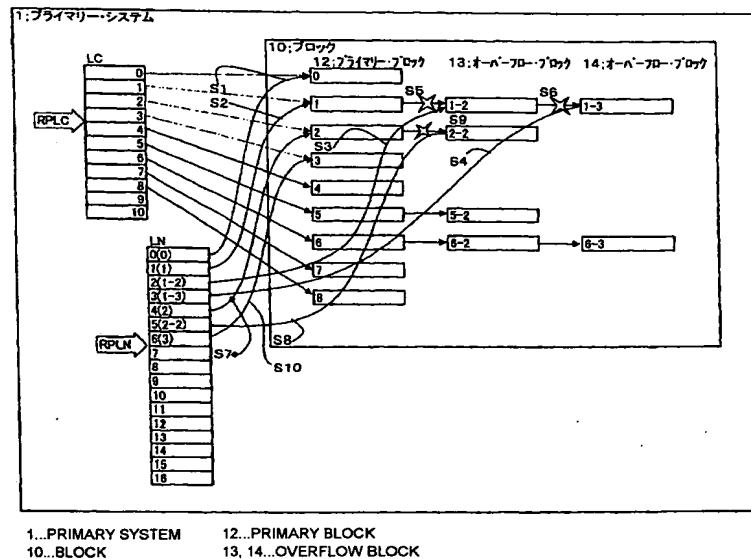 1;プライマリー・システム
10;ブロック
LC
12;プライマリー・ブロック
13;オーバーフロー・ブロック
14;オーバーフロー・ブロック
0
1
2
3
4
5
6
7
8
9
10
RPLC
S1
S2
S3
S4
S5
S6
S9
0
1
2
3
4
5
6
7
8
1-2
2-2
5-2
6-2
1-3
6-3
LN
0(0)
1(1)
2(1-2)
3(1-3)
4(2)
5(2-2)
6(3)
7
8
9
10
11
12
13
14
15
16
RPLN
S7
S8
S10
1...PRIMARY SYSTEM
12...PRIMARY BLOCK
10...BLOCK
13, 14...OVERFLOW BLOCK